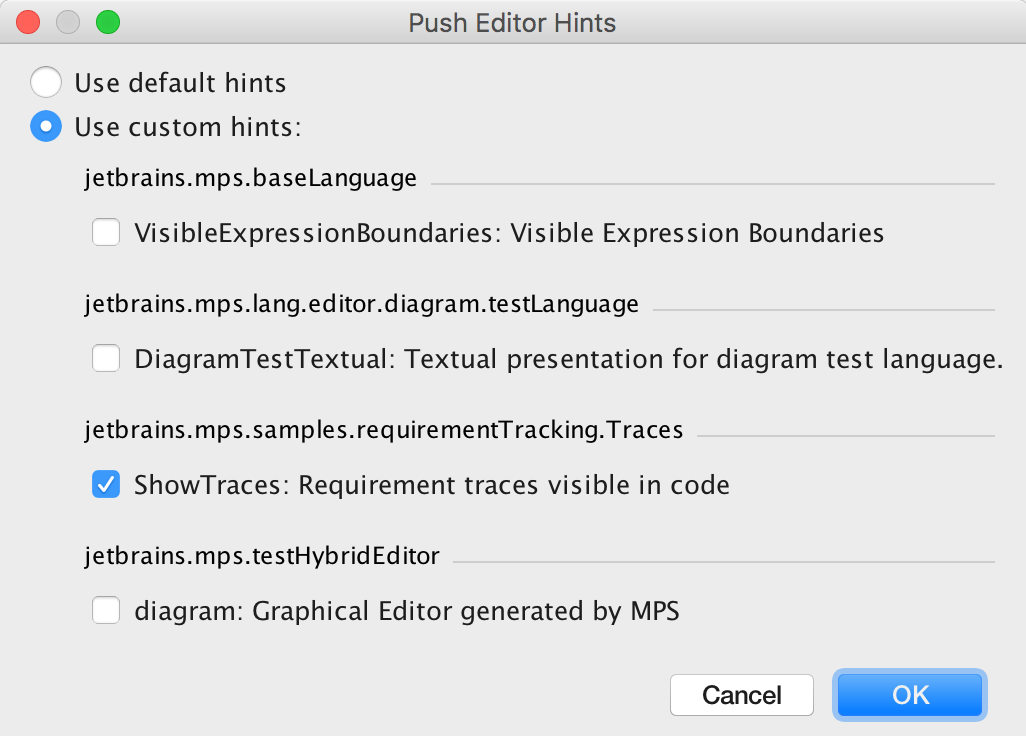 Push Editor Hints
Use default hints
Use custom hints:
jetbrains.mps.baseLanguage
VisibleExpressionBoundaries: Visible Expression Boundaries
jetbrains.mps.lang.editor.diagram.testLanguage
DiagramTestTextual: Textual presentation for diagram test language.
jetbrains.mps.samples.requirementTracking.Traces
ShowTraces: Requirement traces visible in code
jetbrains.mps.testHybridEditor
diagram: Graphical Editor generated by MPS
Cancel OK